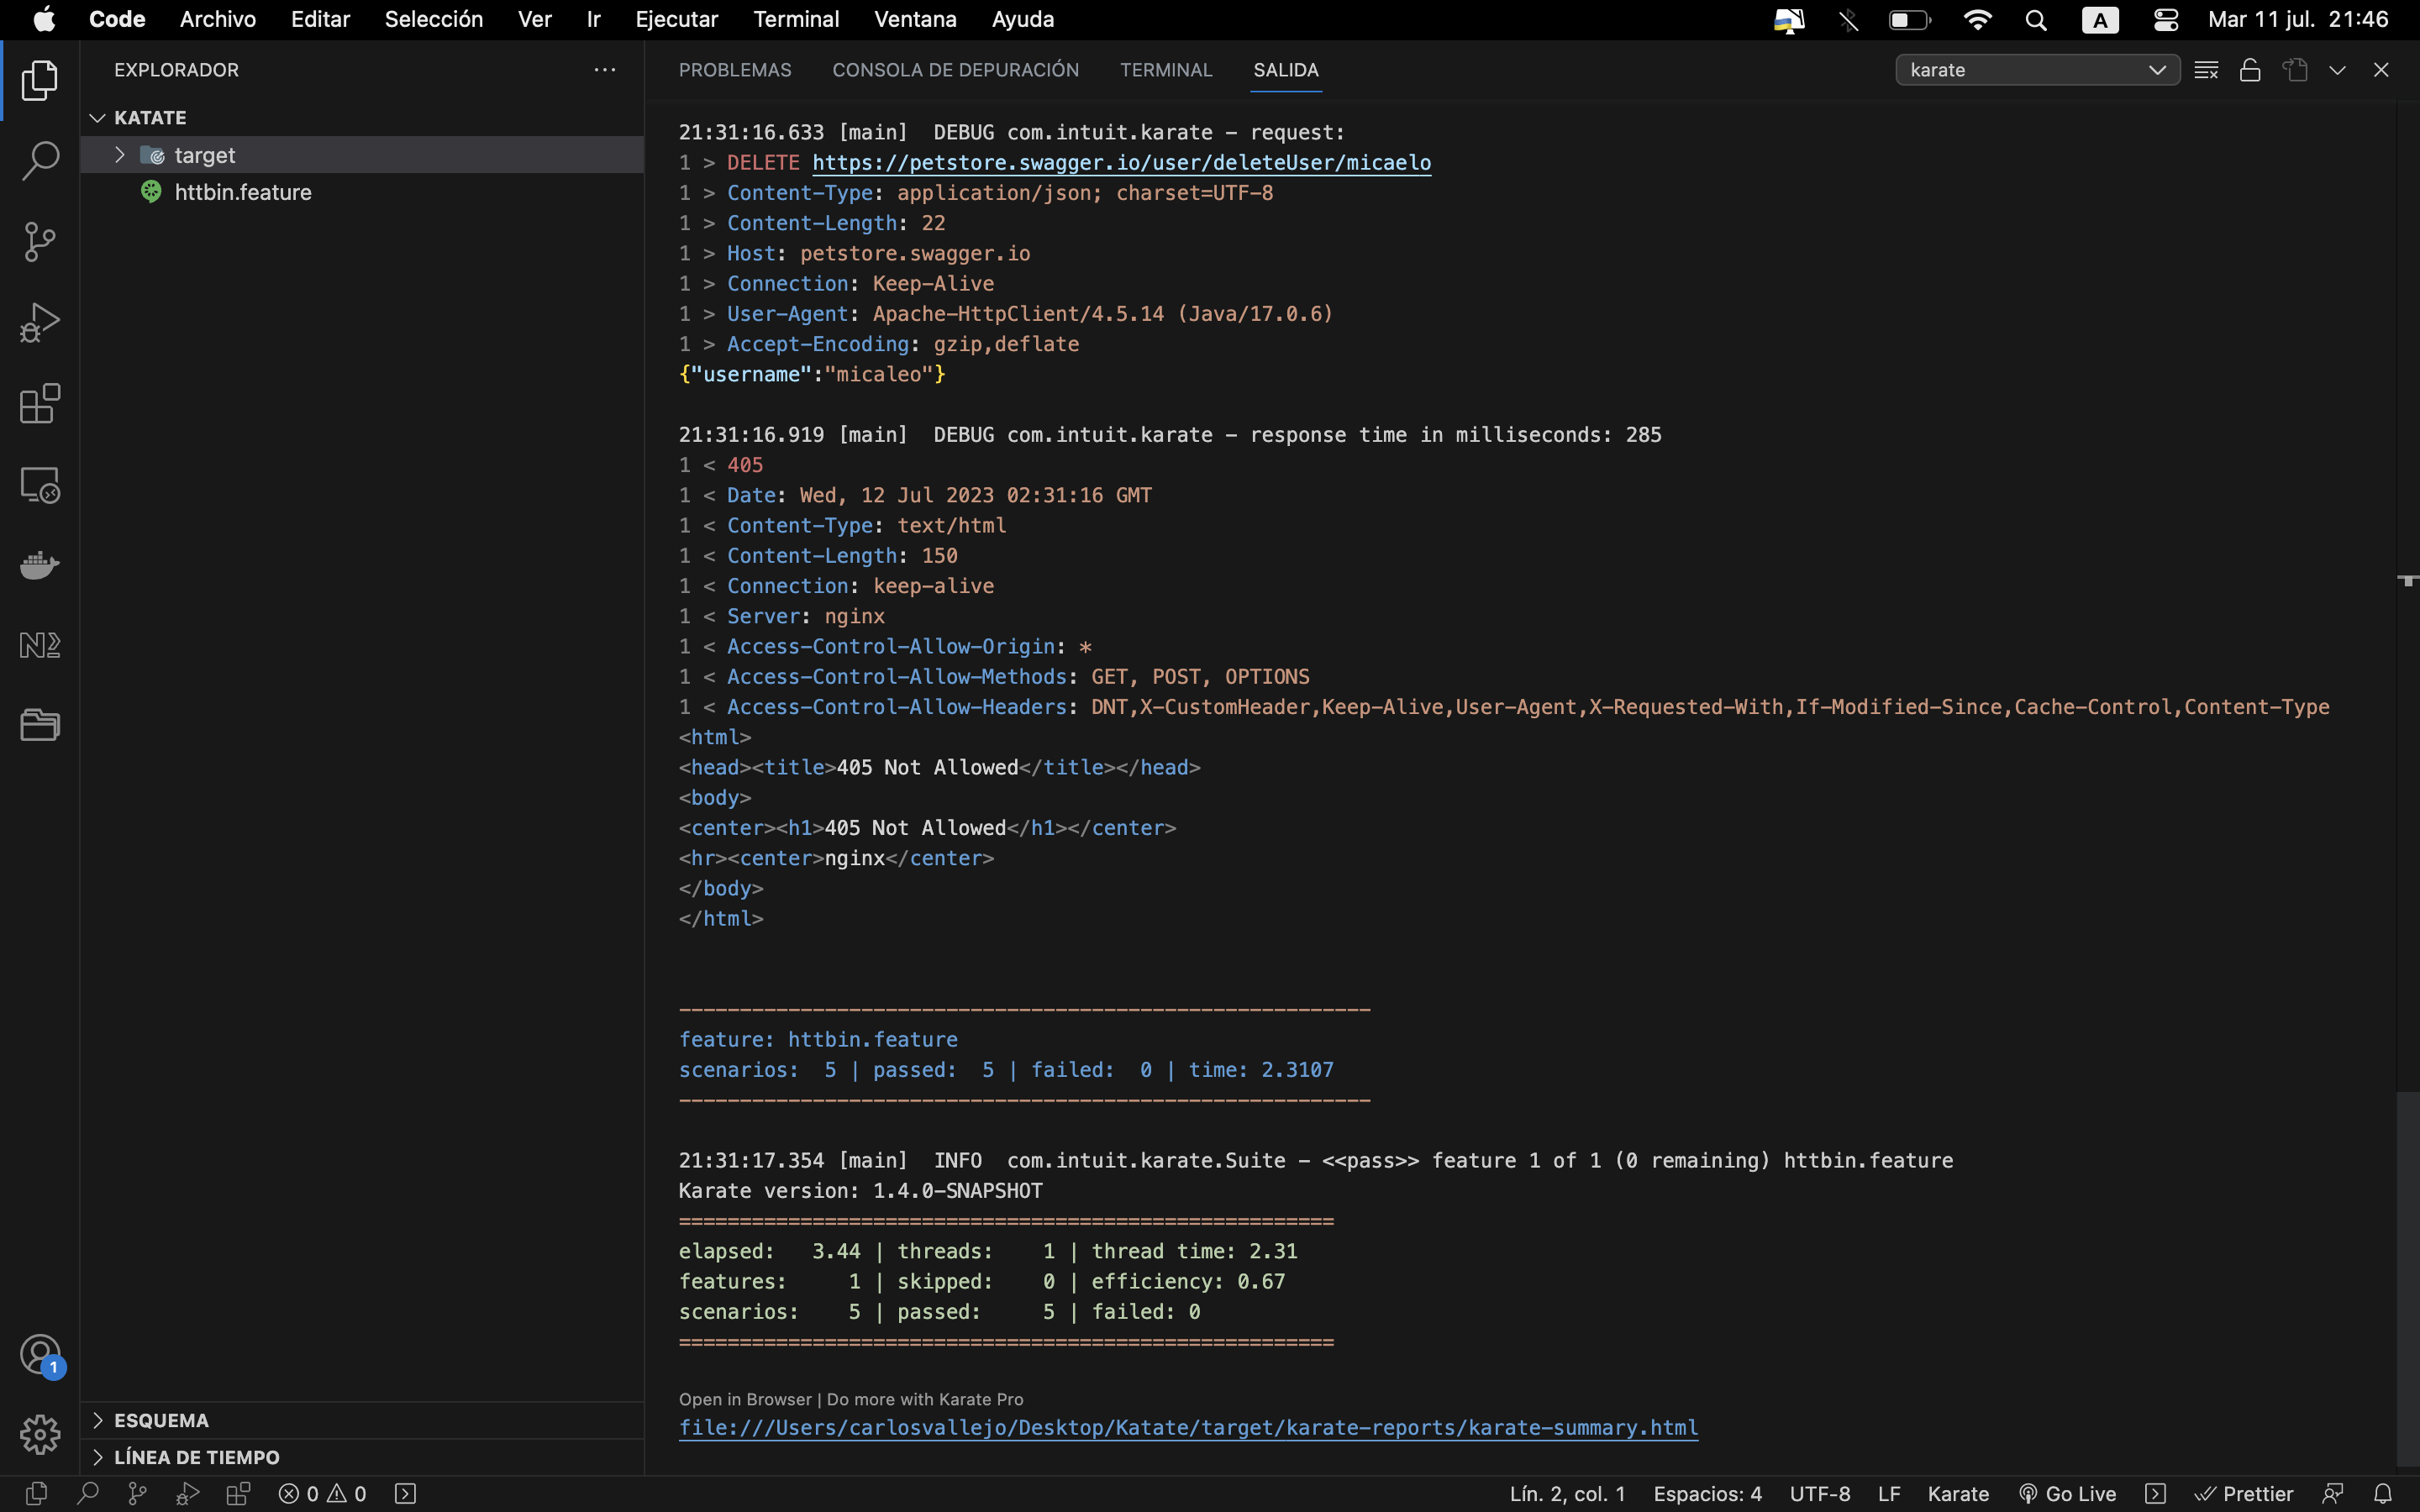 Code Archivo Editar Selección Ver Ir Ejecutar Terminal Ventana Ayuda A Mar 11 jul. 21:46
EXPLORADOR
KATATE
target
httbin.feature
ESQUEMA
LÍNEA DE TIEMPO
1
PROBLEMAS CONSOLA DE DEPURACIÓN TERMINAL SALIDA karate
21:31:16.633 [main]  DEBUG com.intuit.karate - request:
1 > DELETE https://petstore.swagger.io/user/deleteUser/micaelo
1 > Content-Type: application/json; charset=UTF-8
1 > Content-Length: 22
1 > Host: petstore.swagger.io
1 > Connection: Keep-Alive
1 > User-Agent: Apache-HttpClient/4.5.14 (Java/17.0.6)
1 > Accept-Encoding: gzip,deflate
{"username":"micaleo"}
21:31:16.919 [main]  DEBUG com.intuit.karate - response time in milliseconds: 285
1 < 405
1 < Date: Wed, 12 Jul 2023 02:31:16 GMT
1 < Content-Type: text/html
1 < Content-Length: 150
1 < Connection: keep-alive
1 < Server: nginx
1 < Access-Control-Allow-Origin: *
1 < Access-Control-Allow-Methods: GET, POST, OPTIONS
1 < Access-Control-Allow-Headers: DNT,X-CustomHeader,Keep-Alive,User-Agent,X-Requested-With,If-Modified-Since,Cache-Control,Content-Type
<html>
<head><title>405 Not Allowed</title></head>
<body>
<center><h1>405 Not Allowed</h1></center>
<hr><center>nginx</center>
</body>
</html>
---------------------------------------------------------
feature: httbin.feature
scenarios:  5 | passed:  5 | failed:  0 | time: 2.3107
---------------------------------------------------------
21:31:17.354 [main]  INFO  com.intuit.karate.Suite - <<pass>> feature 1 of 1 (0 remaining) httbin.feature
Karate version: 1.4.0-SNAPSHOT
======================================================
elapsed:   3.44 | threads:    1 | thread time: 2.31
features:     1 | skipped:    0 | efficiency: 0.67
scenarios:    5 | passed:     5 | failed: 0
======================================================
Open in Browser | Do more with Karate Pro
file:///Users/carlosvallejo/Desktop/Katate/target/karate-reports/karate-summary.html
0 0 Lín. 2, col. 1 Espacios: 4 UTF-8 LF Karate Go Live Prettier